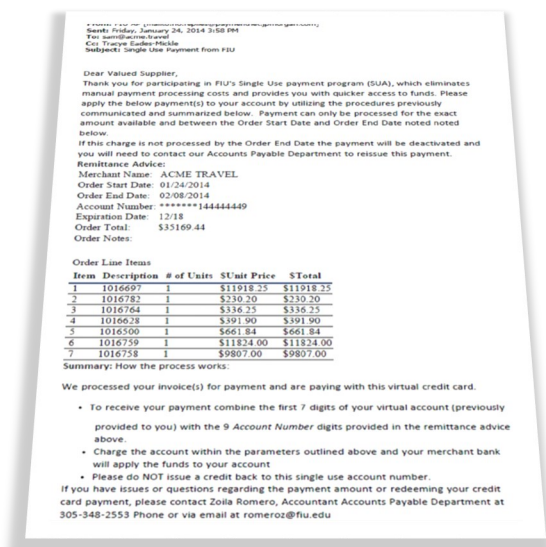 Sent: Friday, January 24, 2014 3:58 PM
To: sam@acme.travel
Cc: Tracye Eades-Mickle
Subject: Single Use Payment from FIU
Dear Valued Supplier,
Thank you for participating in FIU's Single Use payment program (SUA), which eliminates
manual payment processing costs and provides you with quicker access to funds. Please
apply the below payment(s) to your account by utilizing the procedures previously
communicated and summarized below. Payment can only be processed for the exact
amount available and between the Order Start Date and Order End Date noted noted
below.
If this charge is not processed by the Order End Date the payment will be deactivated and
you will need to contact our Accounts Payable Department to reissue this payment.
Remittance Advice:
Merchant Name: ACME TRAVEL
Order Start Date: 01/24/2014
Order End Date: 02/08/2014
Account Number: *******144444449
Expiration Date: 12/18
Order Total: $35169.44
Order Notes:
Order Line Items
Item Description # of Units $Unit Price $Total
1 1016697 1 $11918.25 $11918.25
2 1016782 1 $230.20 $230.20
3 1016764 1 $336.25 $336.25
4 1016628 1 $391.90 $391.90
5 1016500 1 $661.84 $661.84
6 1016759 1 $11824.00 $11824.00
7 1016758 1 $9807.00 $9807.00
Summary: How the process works:
We processed your invoice(s) for payment and are paying with this virtual credit card.
• To receive your payment combine the first 7 digits of your virtual account (previously
provided to you) with the 9 Account Number digits provided in the remittance advice
above.
• Charge the account within the parameters outlined above and your merchant bank
will apply the funds to your account
• Please do NOT issue a credit back to this single use account number.
If you have issues or questions regarding the payment amount or redeeming your credit
card payment, please contact Zoila Romero, Accountant Accounts Payable Department at
305-348-2553 Phone or via email at romeroz@fiu.edu